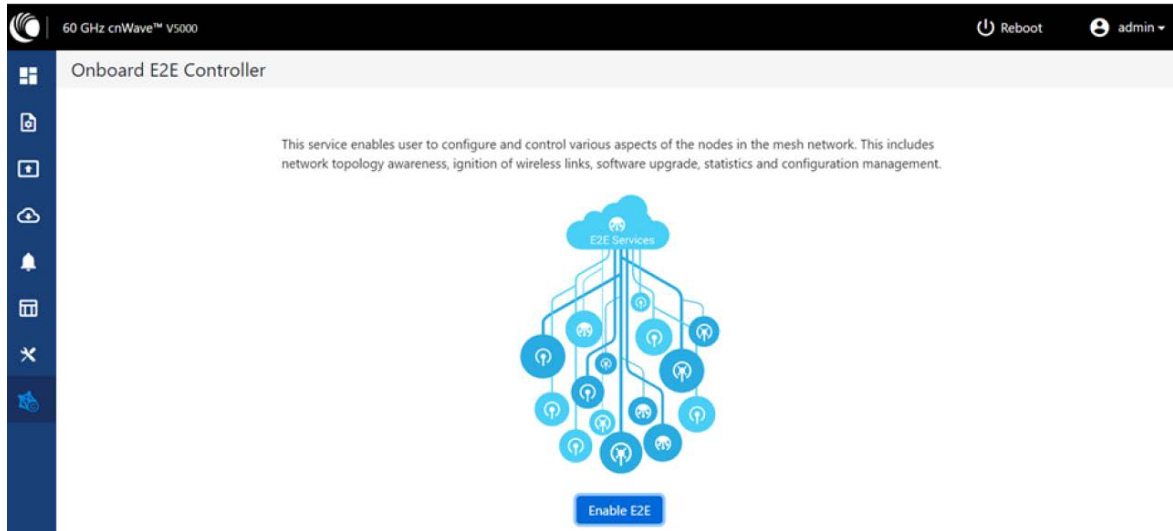 60 GHz cnWave™ V5000
Reboot
admin
Onboard E2E Controller
This service enables user to configure and control various aspects of the nodes in the mesh network. This includes
network topology awareness, ignition of wireless links, software upgrade, statistics and configuration management.
E2E Services
Enable E2E